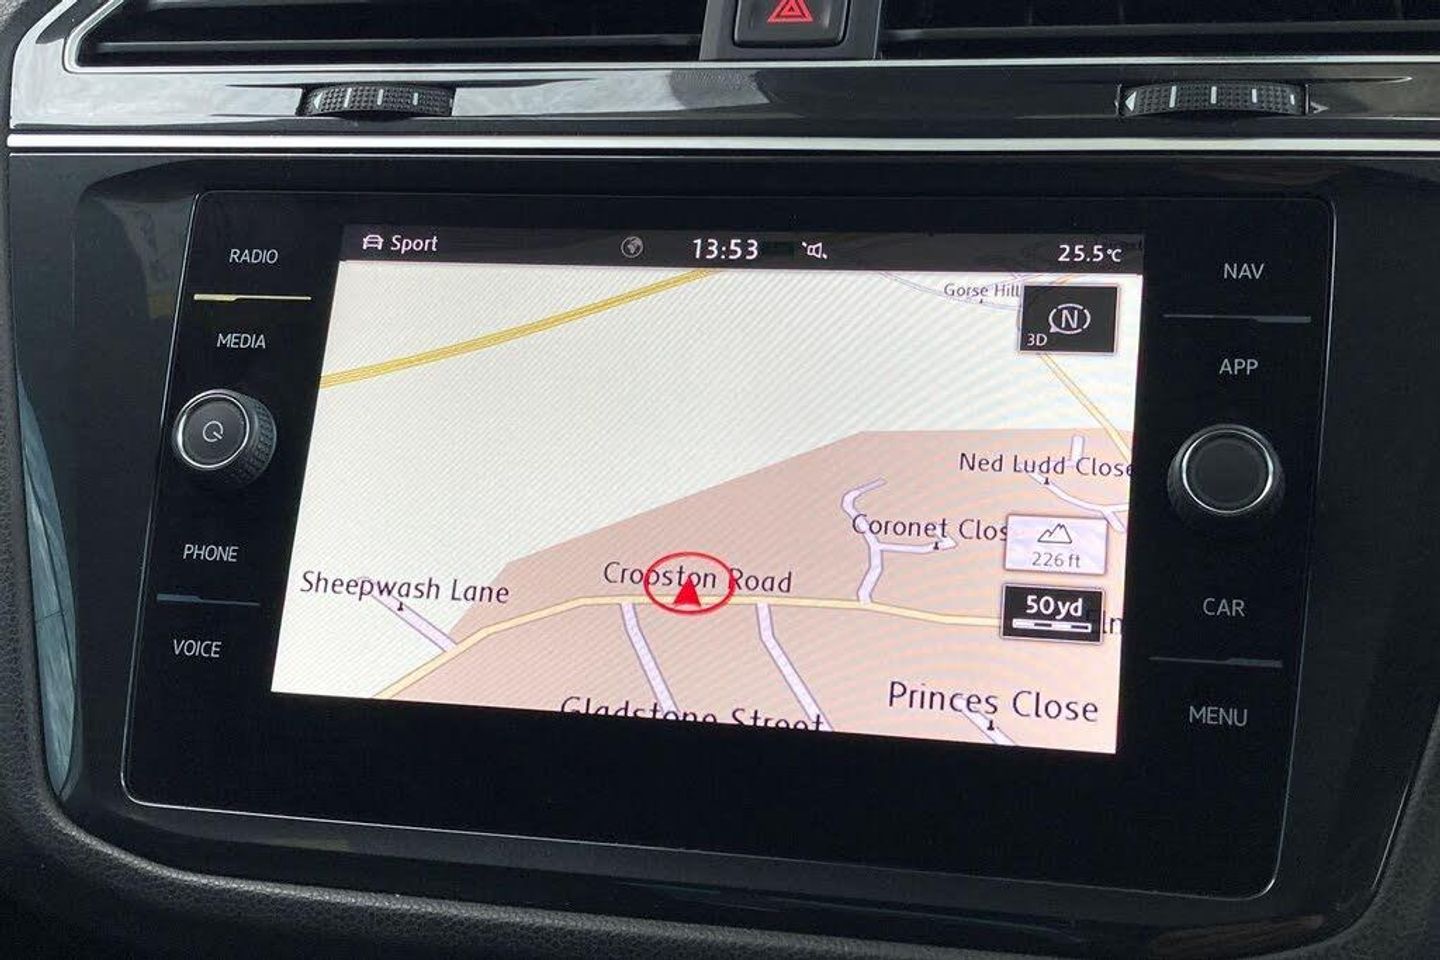 RADIO
MEDIA
PHONE
VOICE
Sport
13:53
25.5°C
Gorse Hill
N
3D
Ned Ludd Close
Coronet Clos
226 ft
50yd
Sheepwash Lane
Cropston Road
Gladstone Street
Princes Close
NAV
APP
CAR
MENU